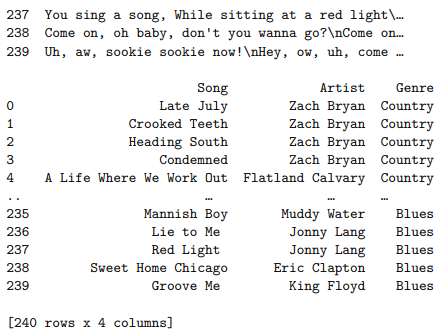 237 You sing a song, While sitting at a red light\…
238 Come on, oh baby, don't you wanna go?\nCome on…
239 Uh, aw, sookie sookie now!\nHey, ow, uh, come …
Song Artist Genre
0 Late July Zach Bryan Country
1 Crooked Teeth Zach Bryan Country
2 Heading South Zach Bryan Country
3 Condemned Zach Bryan Country
4 A Life Where We Work Out Flatland Calvary Country
.. … … …
235 Mannish Boy Muddy Water Blues
236 Lie to Me Jonny Lang Blues
237 Red Light Jonny Lang Blues
238 Sweet Home Chicago Eric Clapton Blues
239 Groove Me King Floyd Blues
[240 rows x 4 columns]